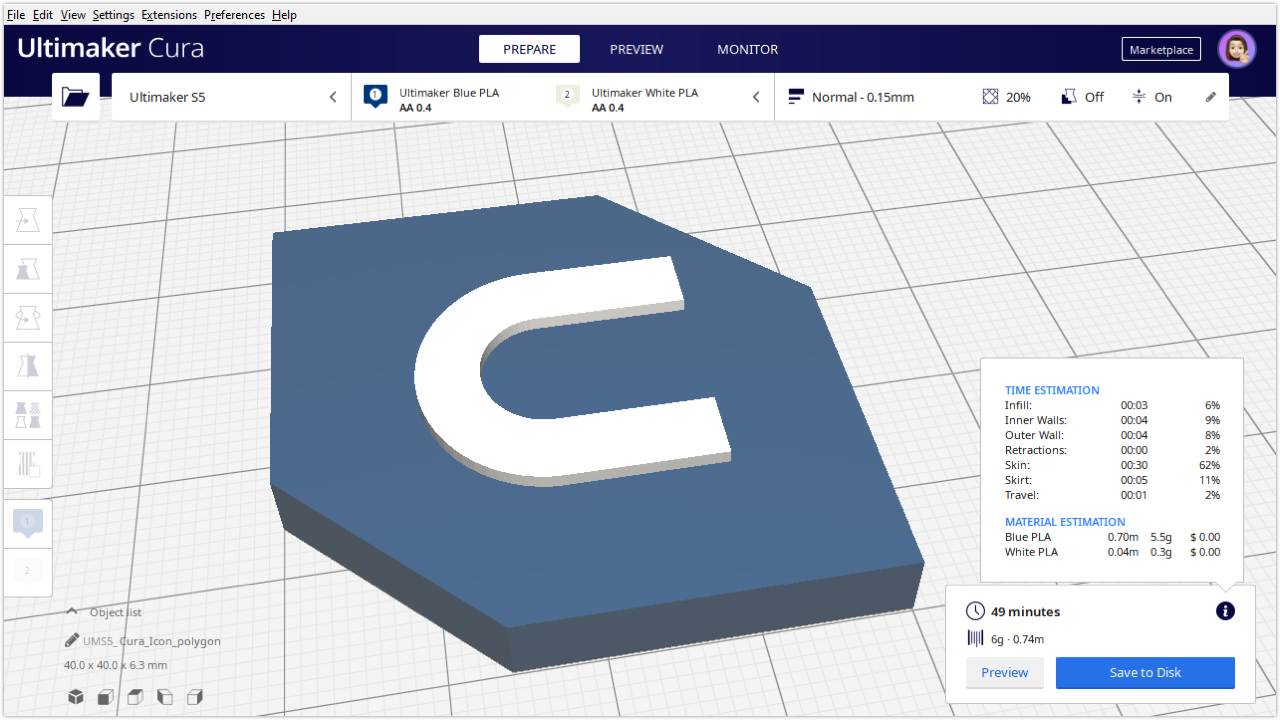 File Edit View Settings Extensions Preferences Help
Ultimaker Cura
PREPARE PREVIEW MONITOR
Marketplace
Ultimaker S5
1 Ultimaker Blue PLA
AA 0.4
2 Ultimaker White PLA
AA 0.4
Normal - 0.15mm
20% Off On
1
2
TIME ESTIMATION
Infill: 00:03 6%
Inner Walls: 00:04 9%
Outer Wall: 00:04 8%
Retractions: 00:00 2%
Skin: 00:30 62%
Skirt: 00:05 11%
Travel: 00:01 2%
MATERIAL ESTIMATION
Blue PLA 0.70m 5.5g $ 0.00
White PLA 0.04m 0.3g $ 0.00
49 minutes
6g · 0.74m
Preview Save to Disk
Object list
UMS5_Cura_Icon_polygon
40.0 x 40.0 x 6.3 mm